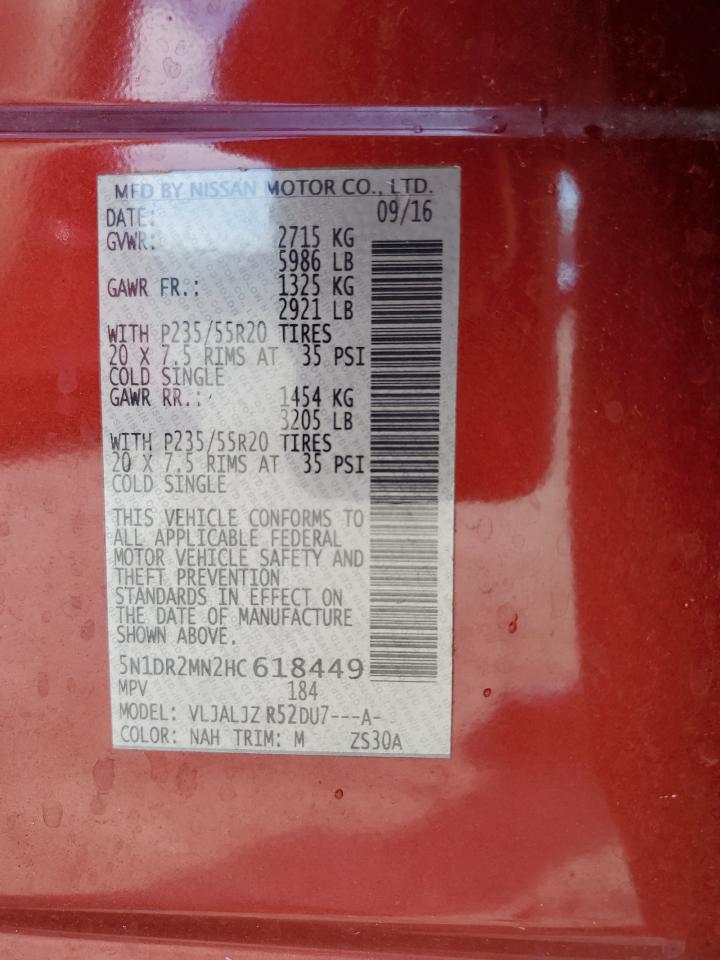 MFD BY NISSAN MOTOR CO., LTD.
DATE: 09/16
GVWR: 2715 KG
5986 LB
GAWR FR.: 1325 KG
2921 LB
WITH P235/55R20 TIRES
20 X 7.5 RIMS AT 35 PSI
COLD SINGLE
GAWR RR.: 1454 KG
3205 LB
WITH P235/55R20 TIRES
20 X 7.5 RIMS AT 35 PSI
COLD SINGLE
THIS VEHICLE CONFORMS TO
ALL APPLICABLE FEDERAL
MOTOR VEHICLE SAFETY AND
THEFT PREVENTION
STANDARDS IN EFFECT ON
THE DATE OF MANUFACTURE
SHOWN ABOVE.
5N1DR2MN2HC618449
MPV 184
MODEL: VLJALJZ R52DU7---A-
COLOR: NAH TRIM: M ZS30A